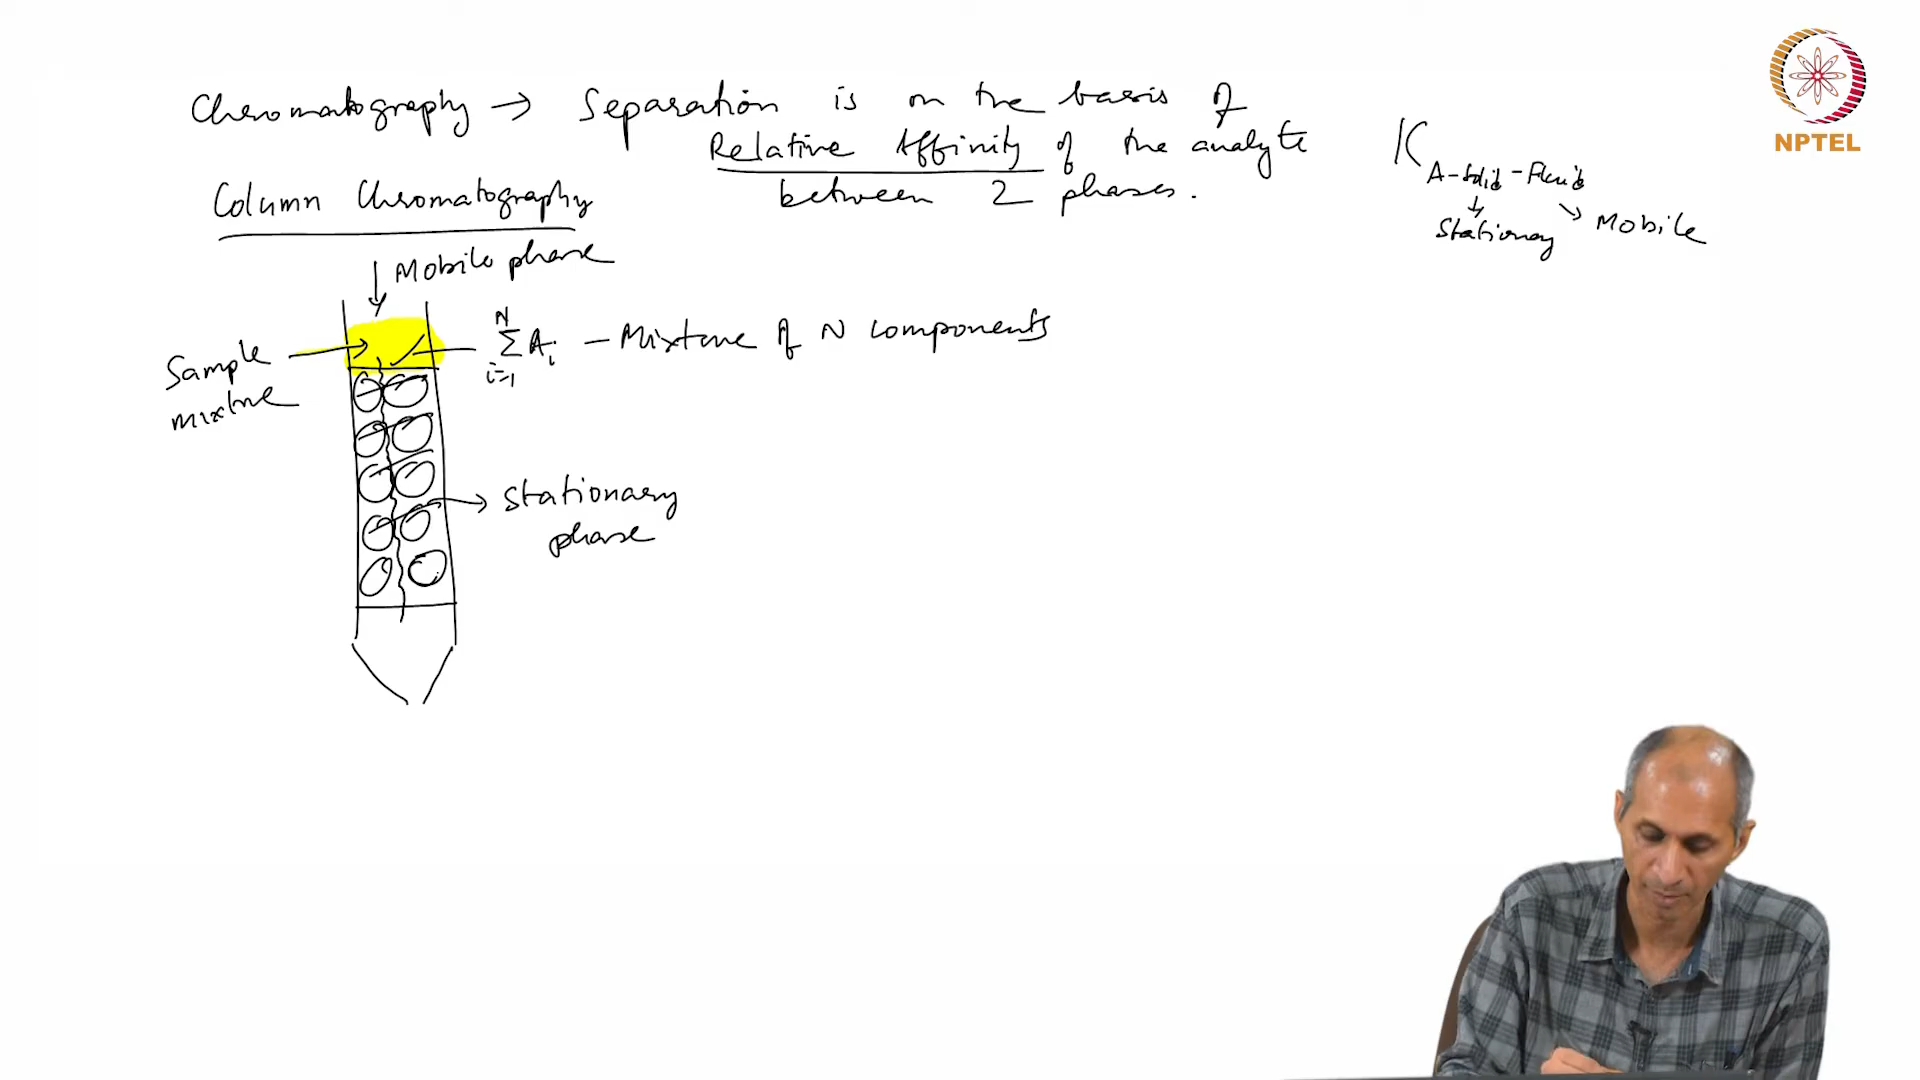 Chromatography → Separation is on the basis of
Relative Affinity of the analyte
between 2 phases.
K A-solid-Fluid
Stationary
Mobile
Column Chromatography
Mobile phase
Sample
mixture
N
∑ Ai — Mixture of N components
i=1
Stationary
phase
NPTEL